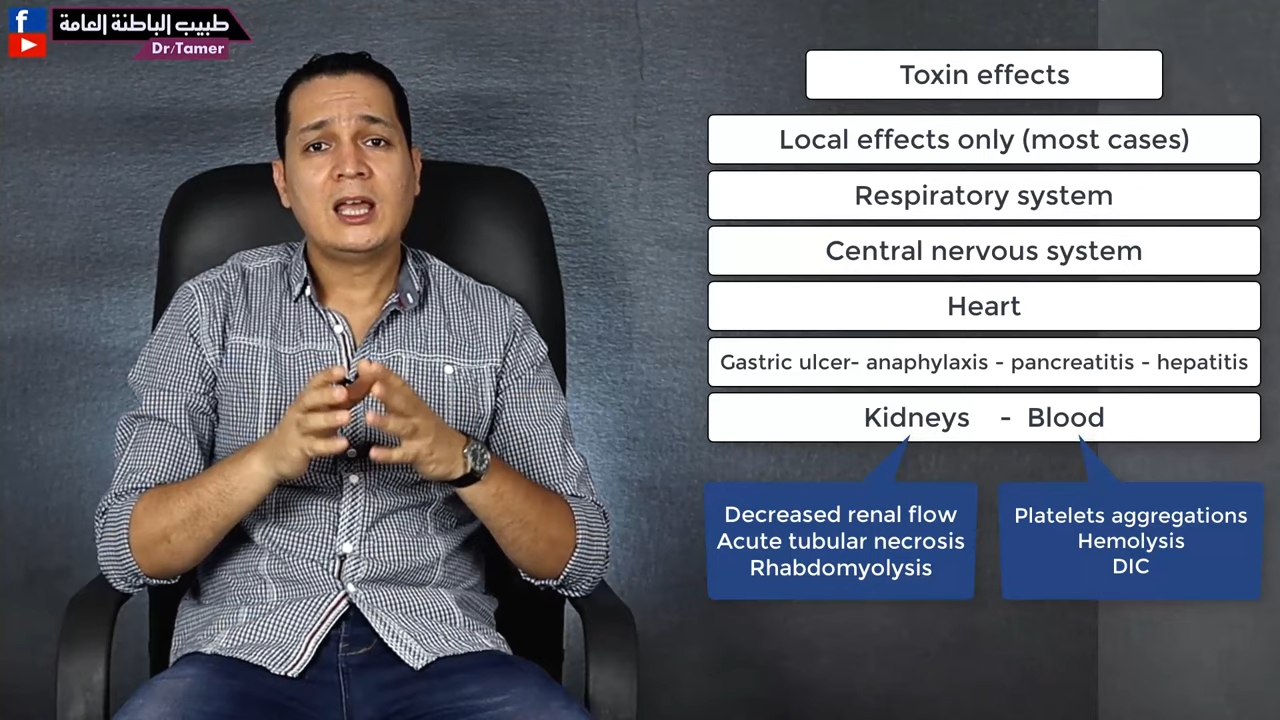 طبيب الباطنة العامة
Dr/Tamer
Toxin effects
Local effects only (most cases)
Respiratory system
Central nervous system
Heart
Gastric ulcer- anaphylaxis - pancreatitis - hepatitis
Kidneys - Blood
Decreased renal flow
Acute tubular necrosis
Rhabdomyolysis
Platelets aggregations
Hemolysis
DIC